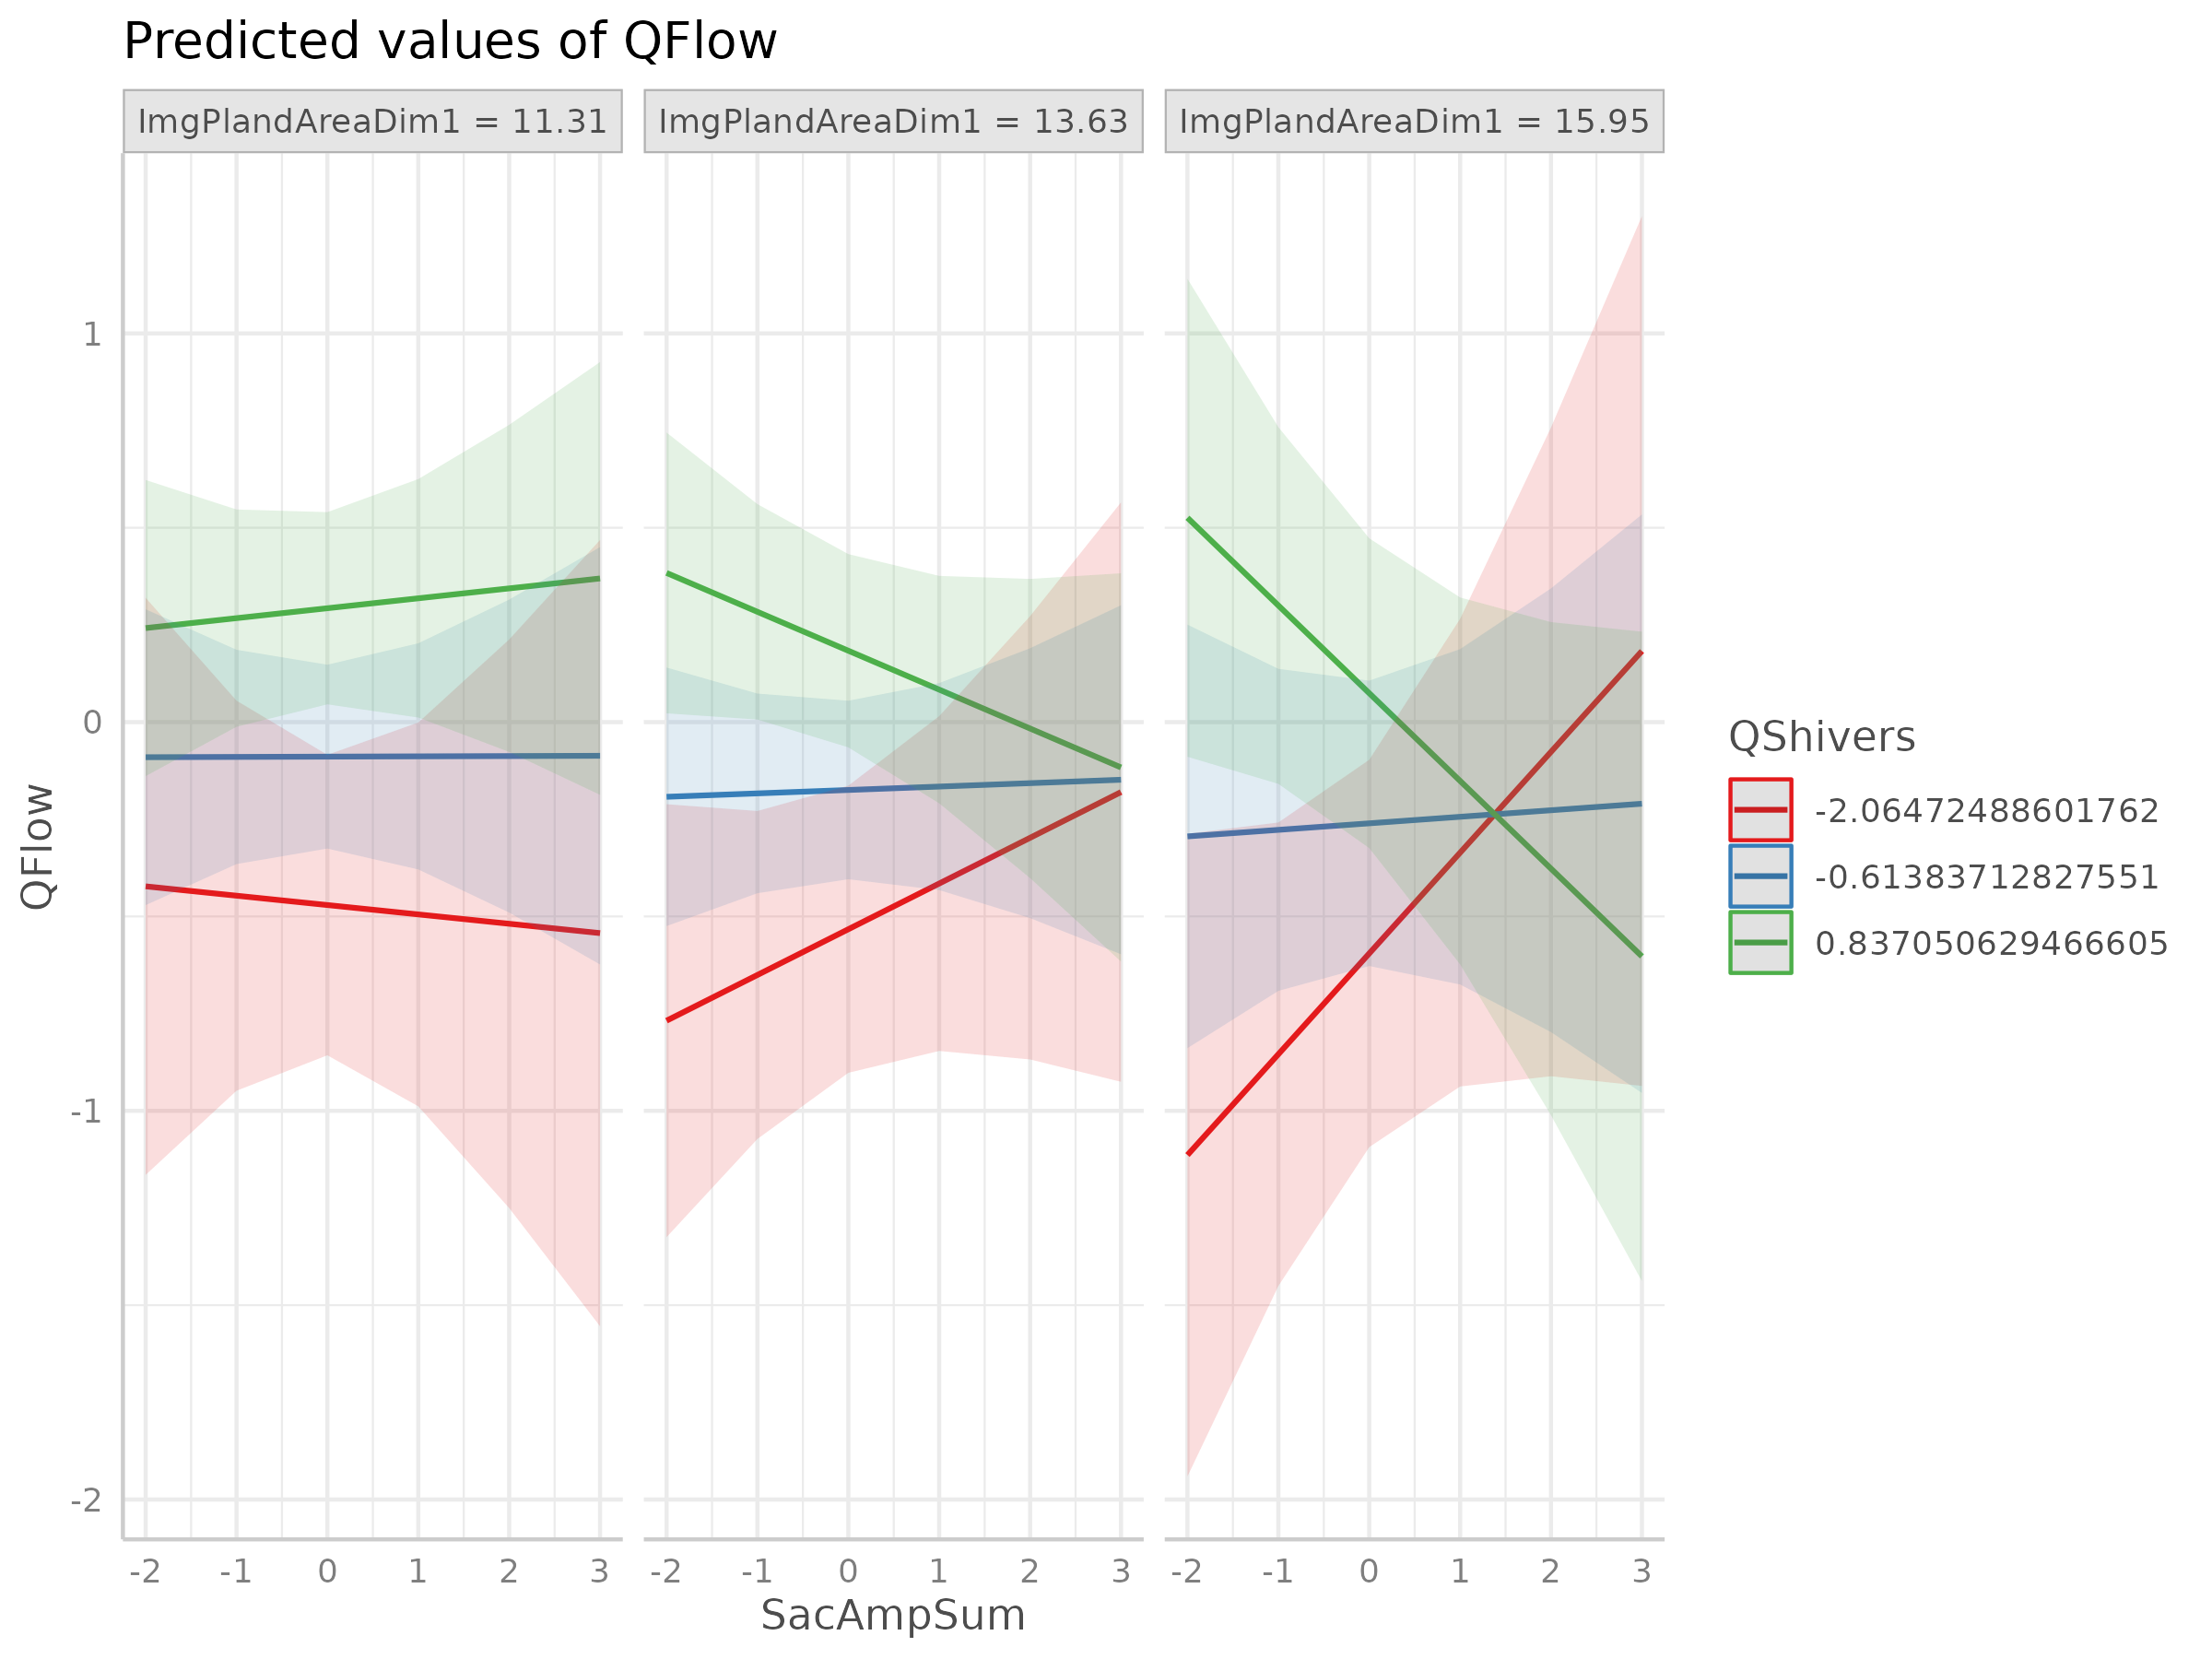 Predicted values of QFlow
ImgPlandAreaDim1 = 11.31
ImgPlandAreaDim1 = 13.63
ImgPlandAreaDim1 = 15.95
QFlow
1
0
-1
-2
-2 -1 0 1 2 3
-2 -1 0 1 2 3
-2 -1 0 1 2 3
SacAmpSum
QShivers
-2.06472488601762
-0.61383712827551
0.837050629466605